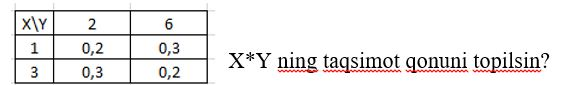 X\Y 2 6
1 0,2 0,3
3 0,3 0,2
X*Y ning taqsimot qonuni topilsin?